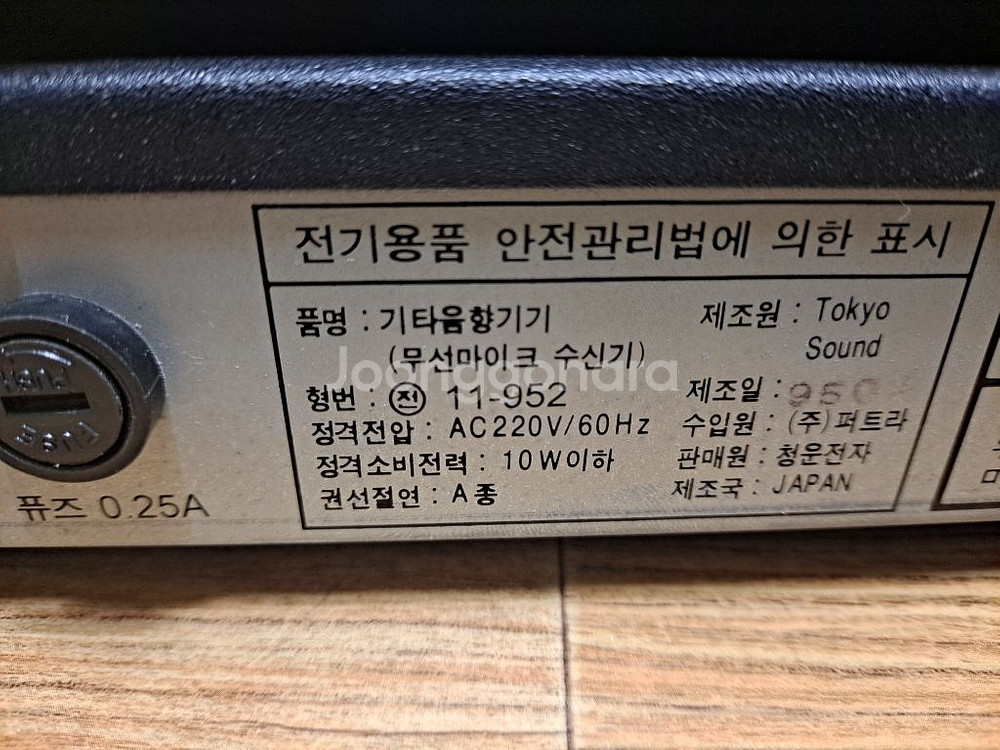 전기용품 안전관리법에 의한 표시
품명 : 기타음향기기
(무선마이크 수신기)
형번 : 전 11-952
정격전압 : AC220V/60Hz
정격소비전력 : 10W이하
권선절연 : A종
제조원 : Tokyo
Sound
제조일 :
수입원 : (주)퍼트라
판매원 : 청운전자
제조국 : JAPAN
퓨즈 0.25A
FUSE
Joonggonara